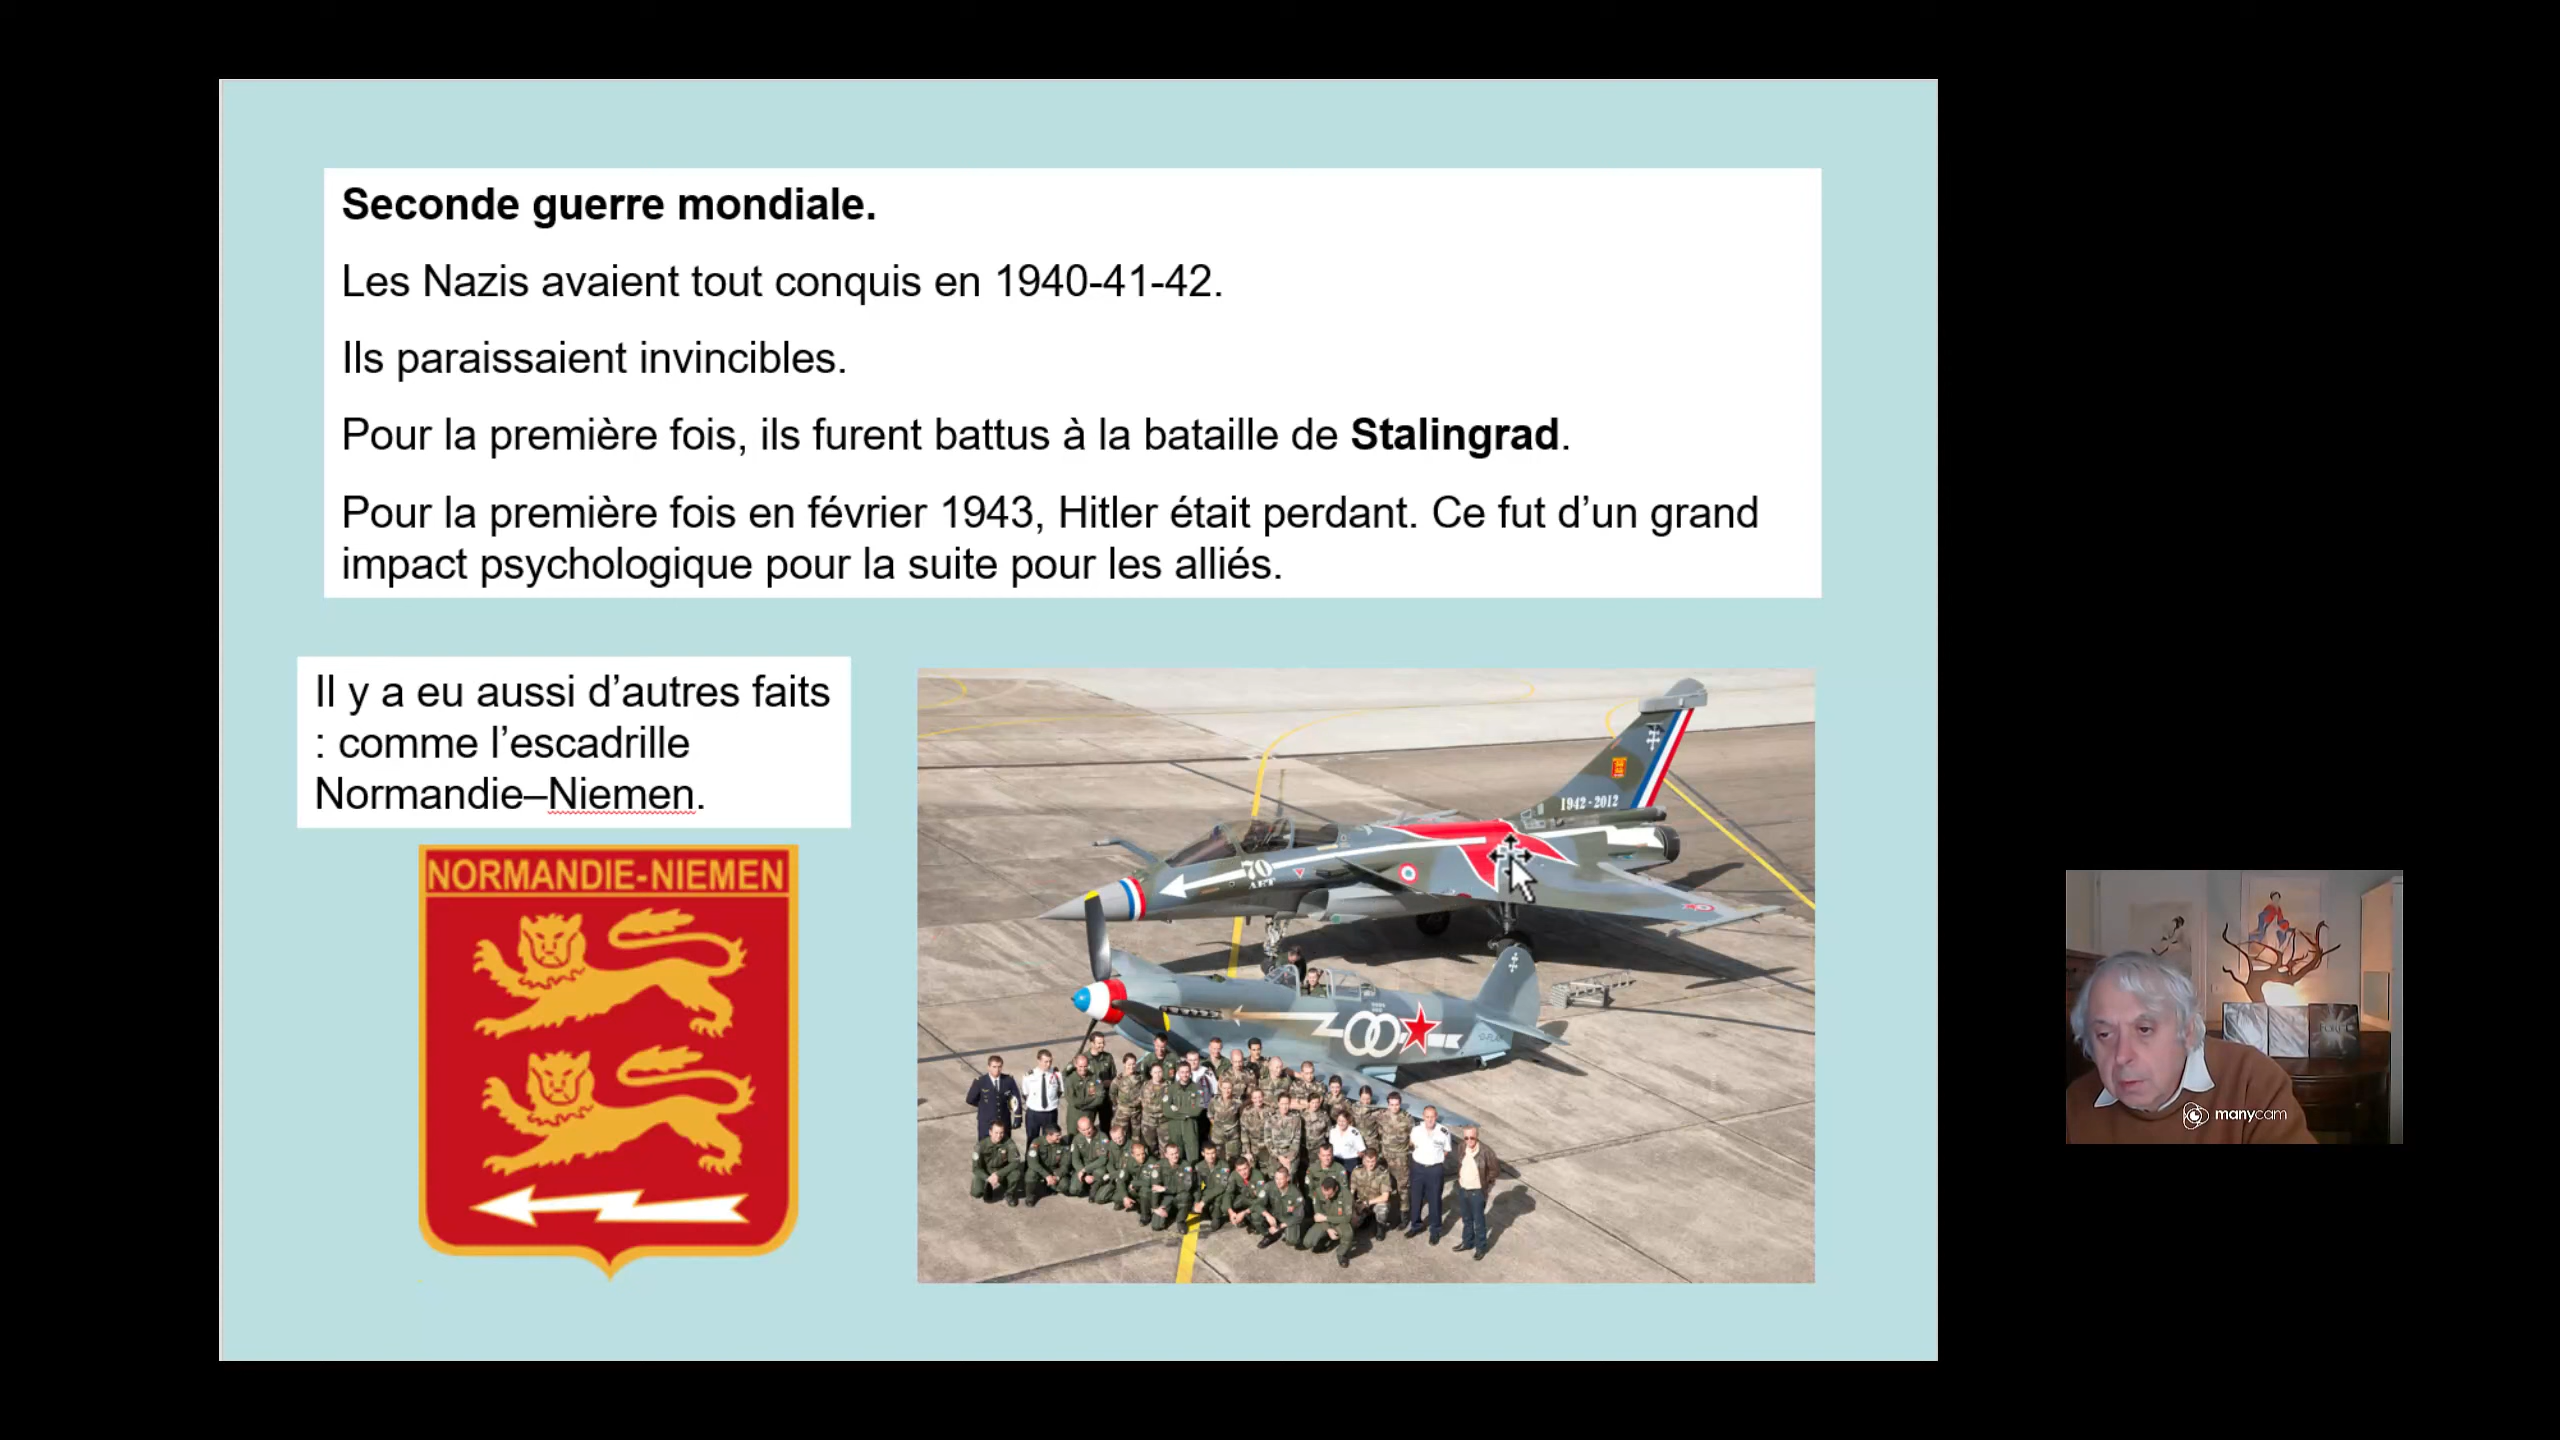 Seconde guerre mondiale.
Les Nazis avaient tout conquis en 1940-41-42.
Ils paraissaient invincibles.
Pour la première fois, ils furent battus à la bataille de Stalingrad.
Pour la première fois en février 1943, Hitler était perdant. Ce fut d’un grand
impact psychologique pour la suite pour les alliés.
Il y a eu aussi d’autres faits
: comme l’escadrille
Normandie–Niemen.
NORMANDIE-NIEMEN
1942-2012
70
ЛЕТ
00
manycam